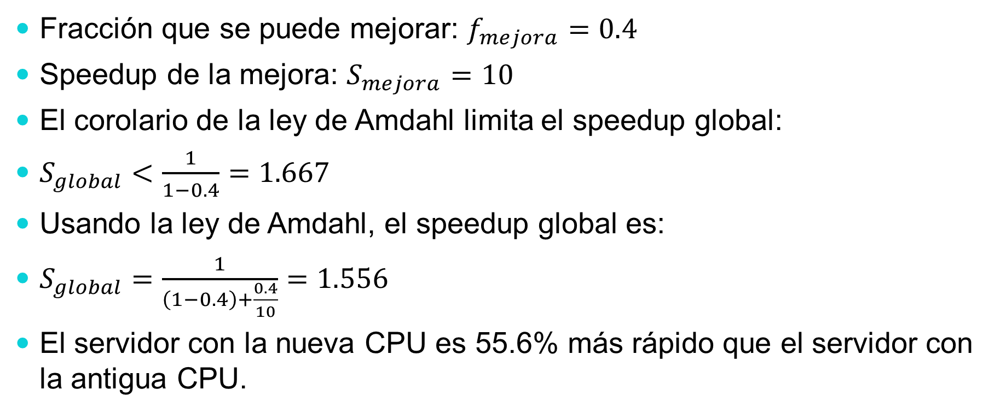 • Fracción que se puede mejorar: $f_{mejora} = 0.4$
• Speedup de la mejora: $S_{mejora} = 10$
• El corolario de la ley de Amdahl limita el speedup global:
• $S_{global} < \frac{1}{1-0.4} = 1.667$
• Usando la ley de Amdahl, el speedup global es:
• $S_{global} = \frac{1}{(1-0.4)+\frac{0.4}{10}} = 1.556$
• El servidor con la nueva CPU es 55.6% más rápido que el servidor con
la antigua CPU.